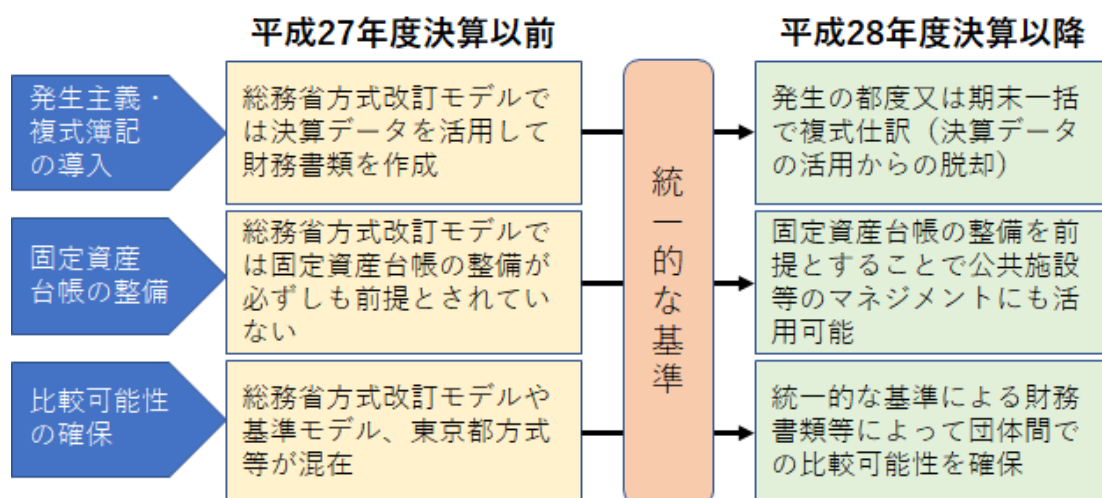 平成27年度決算以前
平成28年度決算以降
発生主義・
複式簿記
の導入
総務省方式改訂モデルで
は決算データを活用して
財務書類を作成
発生の都度又は期末一括
で複式仕訳（決算データ
の活用からの脱却）
固定資産
台帳の整備
総務省方式改訂モデルで
は固定資産台帳の整備が
必ずしも前提とされてい
ない
固定資産台帳の整備を前
提とすることで公共施設
等のマネジメントにも活
用可能
比較可能性
の確保
総務省方式改訂モデルや
基準モデル、東京都方式
等が混在
統一的な基準による財務
書類等によって団体間で
の比較可能性を確保
統一的な基準